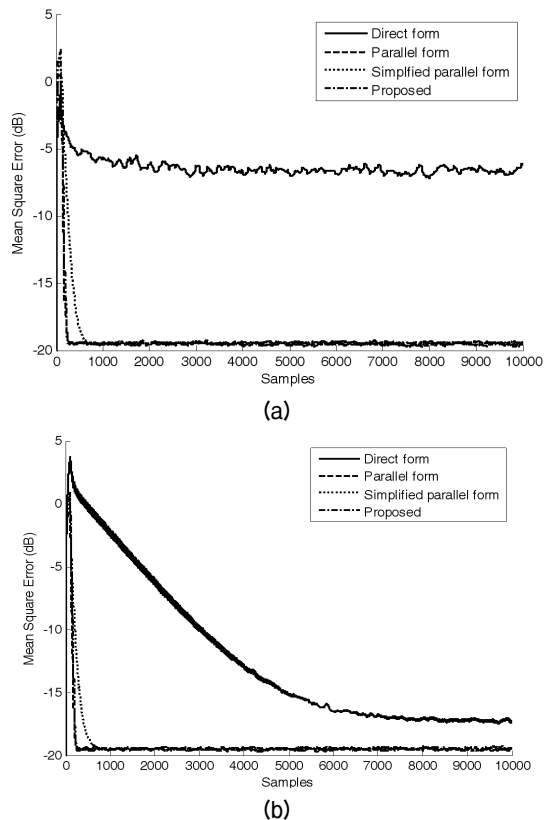 5
0
-5
-10
-15
-20
Mean Square Error (dB)
Direct form
Parallel form
Simplfied parallel form
Proposed
0 1000 2000 3000 4000 5000 6000 7000 8000 9000 10000
Samples
(a)
5
0
-5
-10
-15
-20
Mean Square Error (dB)
Direct form
Parallel form
Simplified parallel form
Proposed
0 1000 2000 3000 4000 5000 6000 7000 8000 9000 10000
Samples
(b)